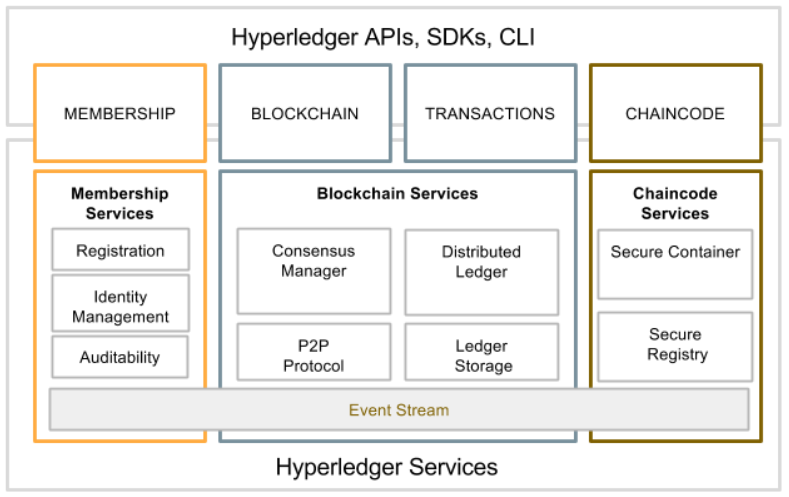 Hyperledger APIs, SDKs, CLI
MEMBERSHIP
BLOCKCHAIN
TRANSACTIONS
CHAINCODE
Membership
Services
Registration
Identity
Management
Auditability
Blockchain Services
Consensus
Manager
Distributed
Ledger
P2P
Protocol
Ledger
Storage
Chaincode
Services
Secure Container
Secure
Registry
Event Stream
Hyperledger Services